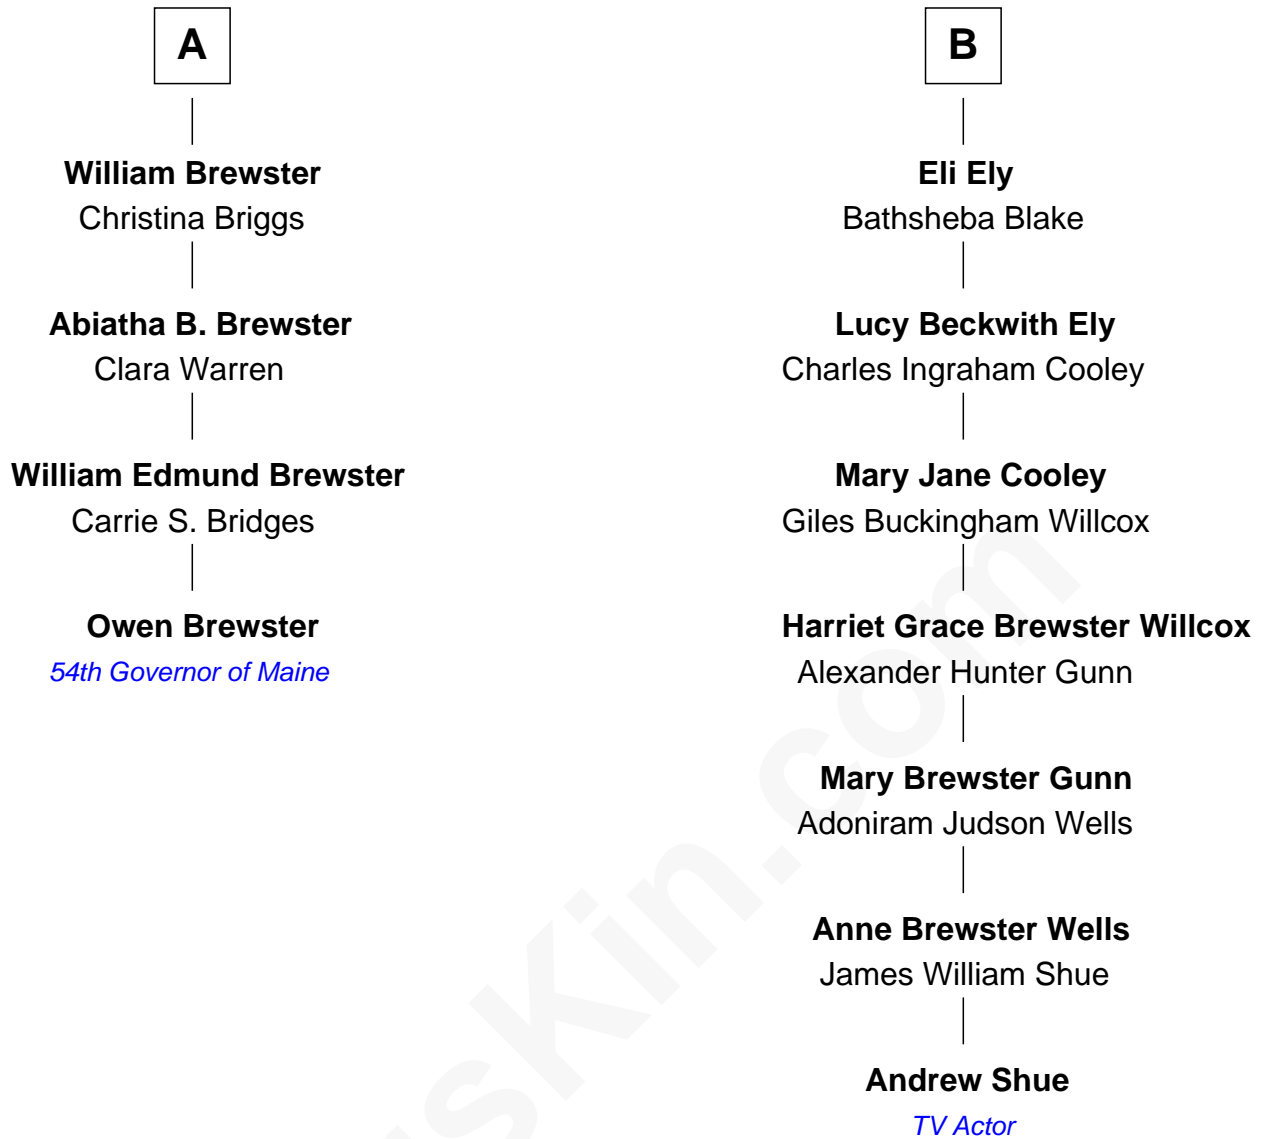 A
William Brewster
Christina Briggs
Abiatha B. Brewster
Clara Warren
William Edmund Brewster
Carrie S. Bridges
Owen Brewster
54th Governor of Maine
B
Eli Ely
Bathsheba Blake
Lucy Beckwith Ely
Charles Ingraham Cooley
Mary Jane Cooley
Giles Buckingham Willcox
Harriet Grace Brewster Willcox
Alexander Hunter Gunn
Mary Brewster Gunn
Adoniram Judson Wells
Anne Brewster Wells
James William Shue
Andrew Shue
TV Actor
sKin.com